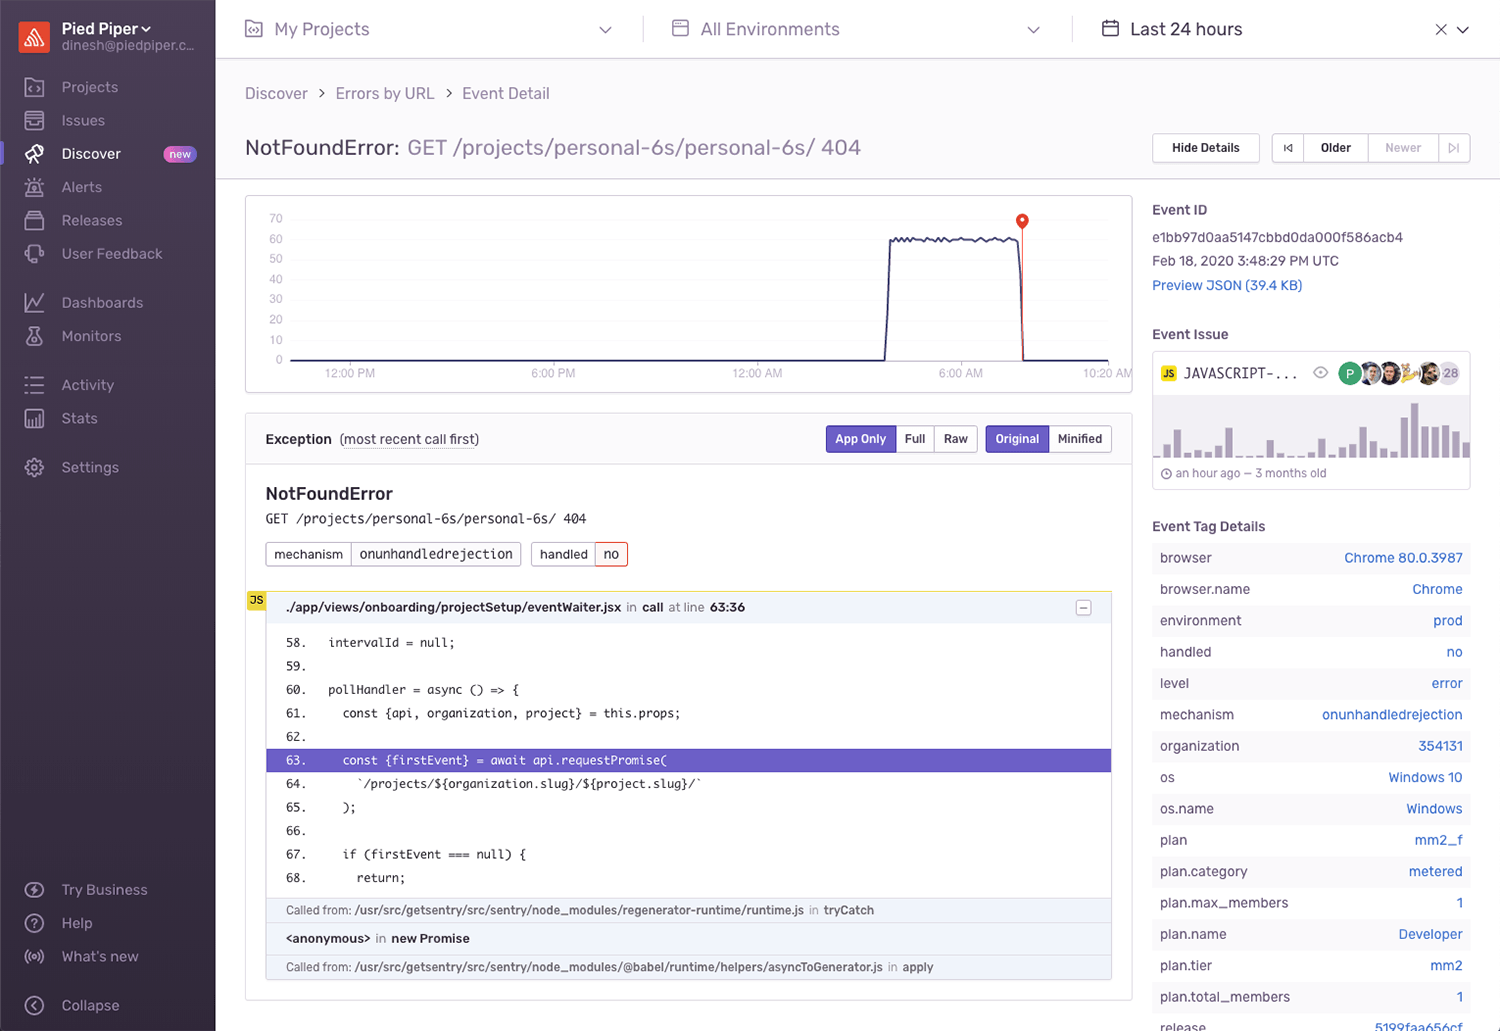 Pied Piper
dinesh@piedpiper.c...
Projects
Issues
Discover new
Alerts
Releases
User Feedback
Dashboards
Monitors
Activity
Stats
Settings
Try Business
Help
What's new
Collapse
My Projects
All Environments
Last 24 hours
Discover > Errors by URL > Event Detail
NotFoundError: GET /projects/personal-6s/personal-6s/ 404
Hide Details
Older
Newer
70
60
50
40
30
20
10
0
12:00 PM
6:00 PM
12:00 AM
6:00 AM
10:20 AM
Exception (most recent call first)
App Only
Full
Raw
Original
Minified
NotFoundError
GET /projects/personal-6s/personal-6s/ 404
mechanism onunhandledrejection
handled no
JS
./app/views/onboarding/projectSetup/eventWaiter.jsx in call at line 63:36
58. intervalId = null;
59.
60. pollHandler = async () => {
61. const {api, organization, project} = this.props;
62.
63. const {firstEvent} = await api.requestPromise(
64. `/projects/${organization.slug}/${project.slug}/`
65. );
66.
67. if (firstEvent === null) {
68. return;
Called from: /usr/src/getsentry/src/sentry/node_modules/regenerator-runtime/runtime.js in tryCatch
<anonymous> in new Promise
Called from: /usr/src/getsentry/src/sentry/node_modules/@babel/runtime/helpers/asyncToGenerator.js in apply
Event ID
e1bb97d0aa5147cbbd0da000f586acb4
Feb 18, 2020 3:48:29 PM UTC
Preview JSON (39.4 KB)
Event Issue
JS JAVASCRIPT-... P +28
an hour ago — 3 months old
Event Tag Details
browser Chrome 80.0.3987
browser.name Chrome
environment prod
handled no
level error
mechanism onunhandledrejection
organization 354131
os Windows 10
os.name Windows
plan mm2_f
plan.category metered
plan.max_members 1
plan.name Developer
plan.tier mm2
plan.total_members 1
release 5199faa656cf